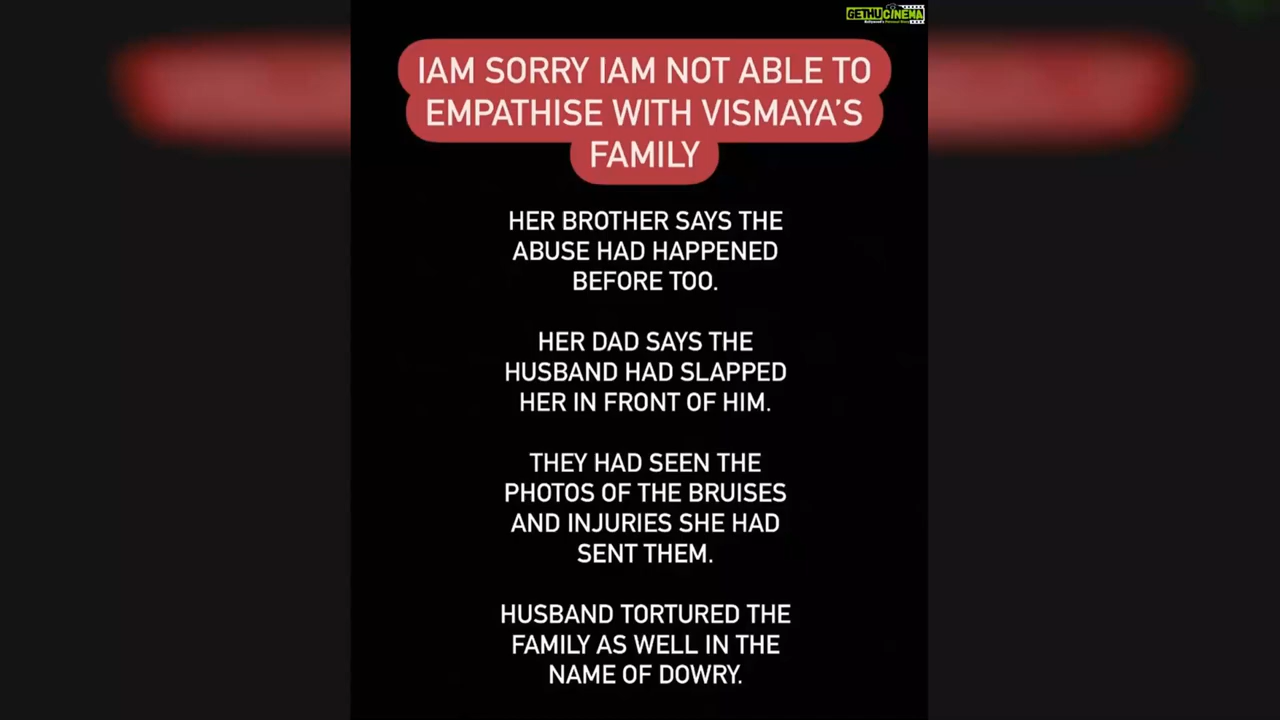 GETHUCINEMA
IAM SORRY IAM NOT ABLE TO
EMPATHISE WITH VISMAYA'S
FAMILY
HER BROTHER SAYS THE
ABUSE HAD HAPPENED
BEFORE TOO.
HER DAD SAYS THE
HUSBAND HAD SLAPPED
HER IN FRONT OF HIM.
THEY HAD SEEN THE
PHOTOS OF THE BRUISES
AND INJURIES SHE HAD
SENT THEM.
HUSBAND TORTURED THE
FAMILY AS WELL IN THE
NAME OF DOWRY.